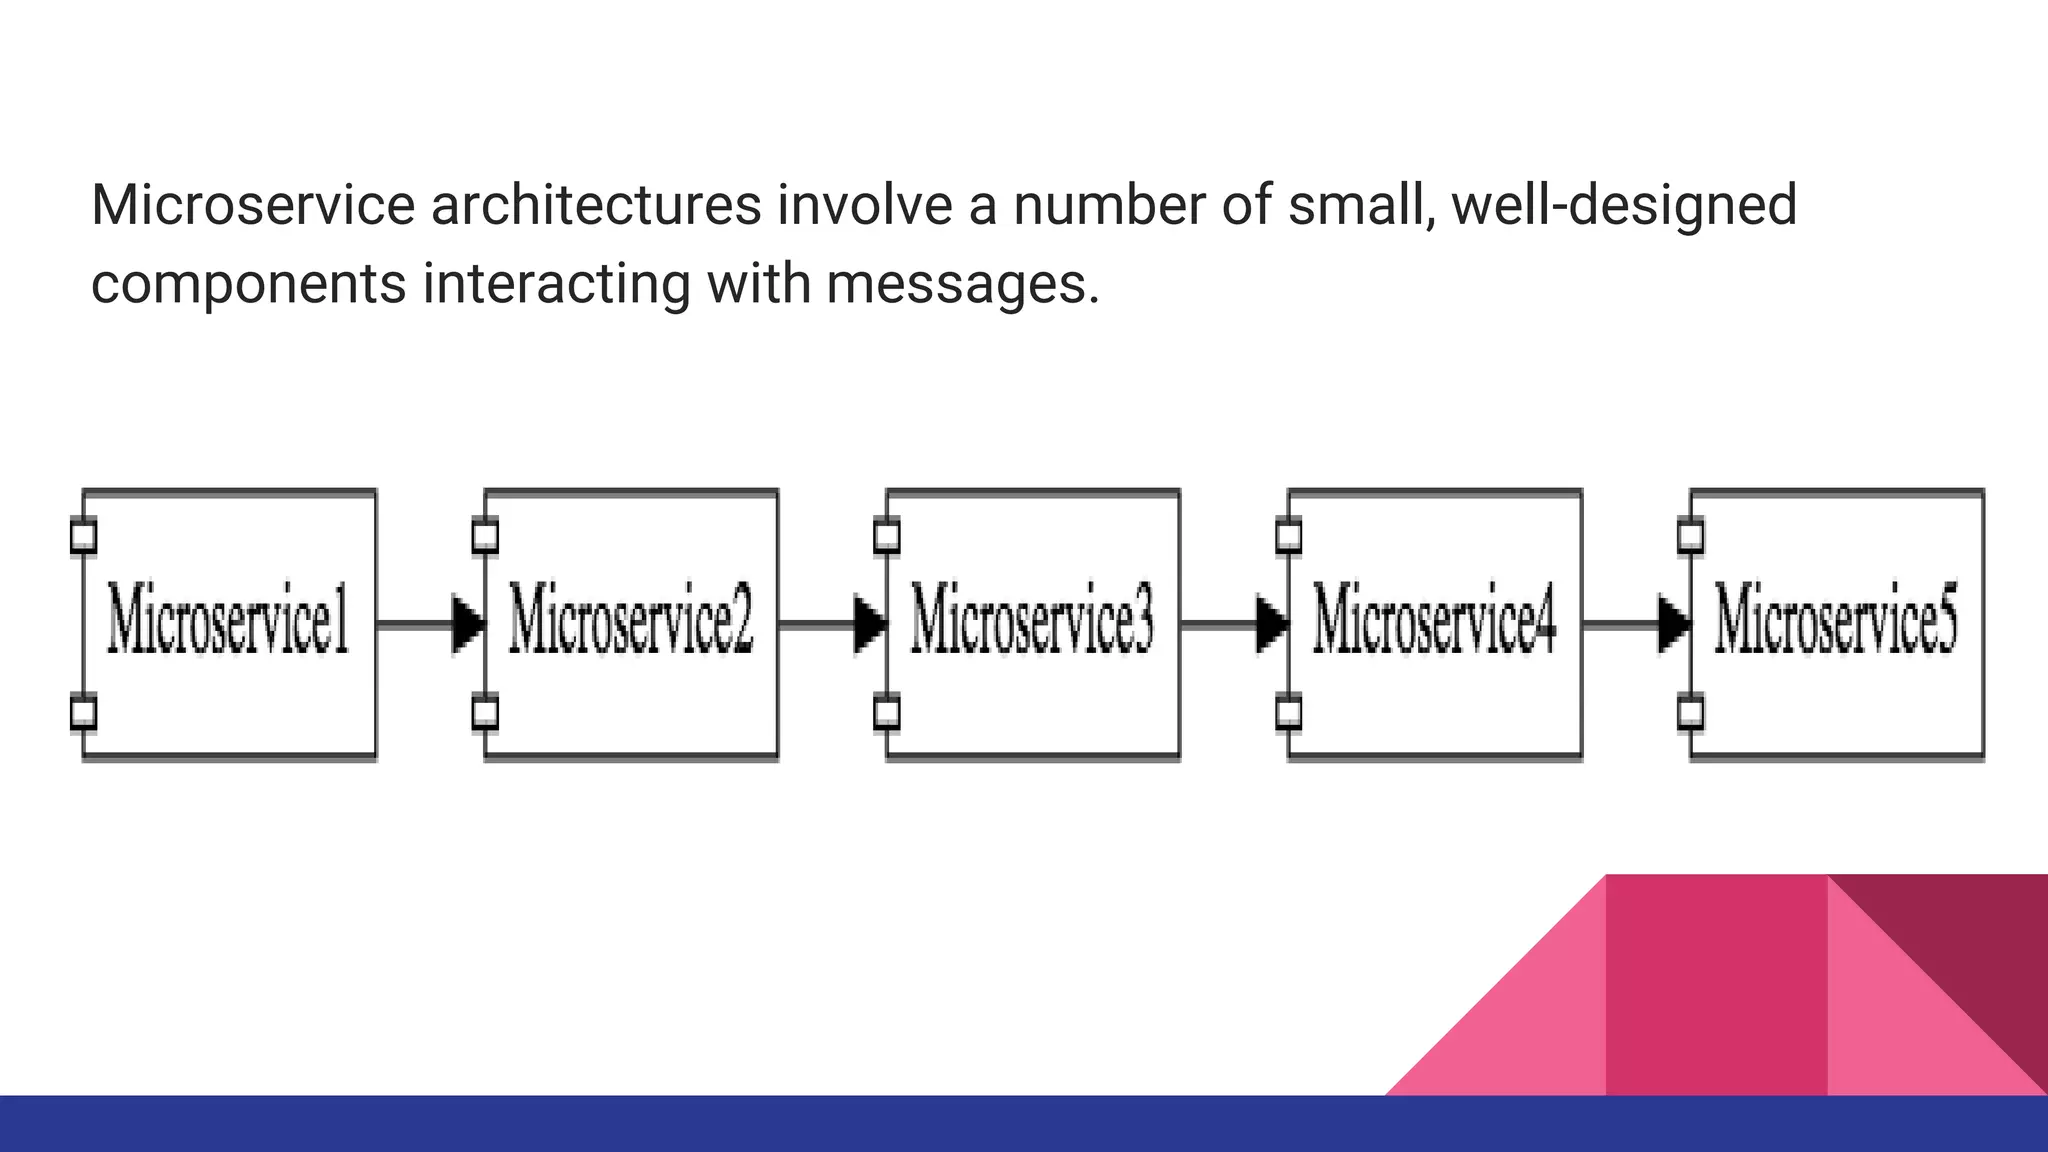 Microservice architectures involve a number of small, well-designed
components interacting with messages.
Microservice1
Microservice2
Microservice3
Microservice4
Microservice5